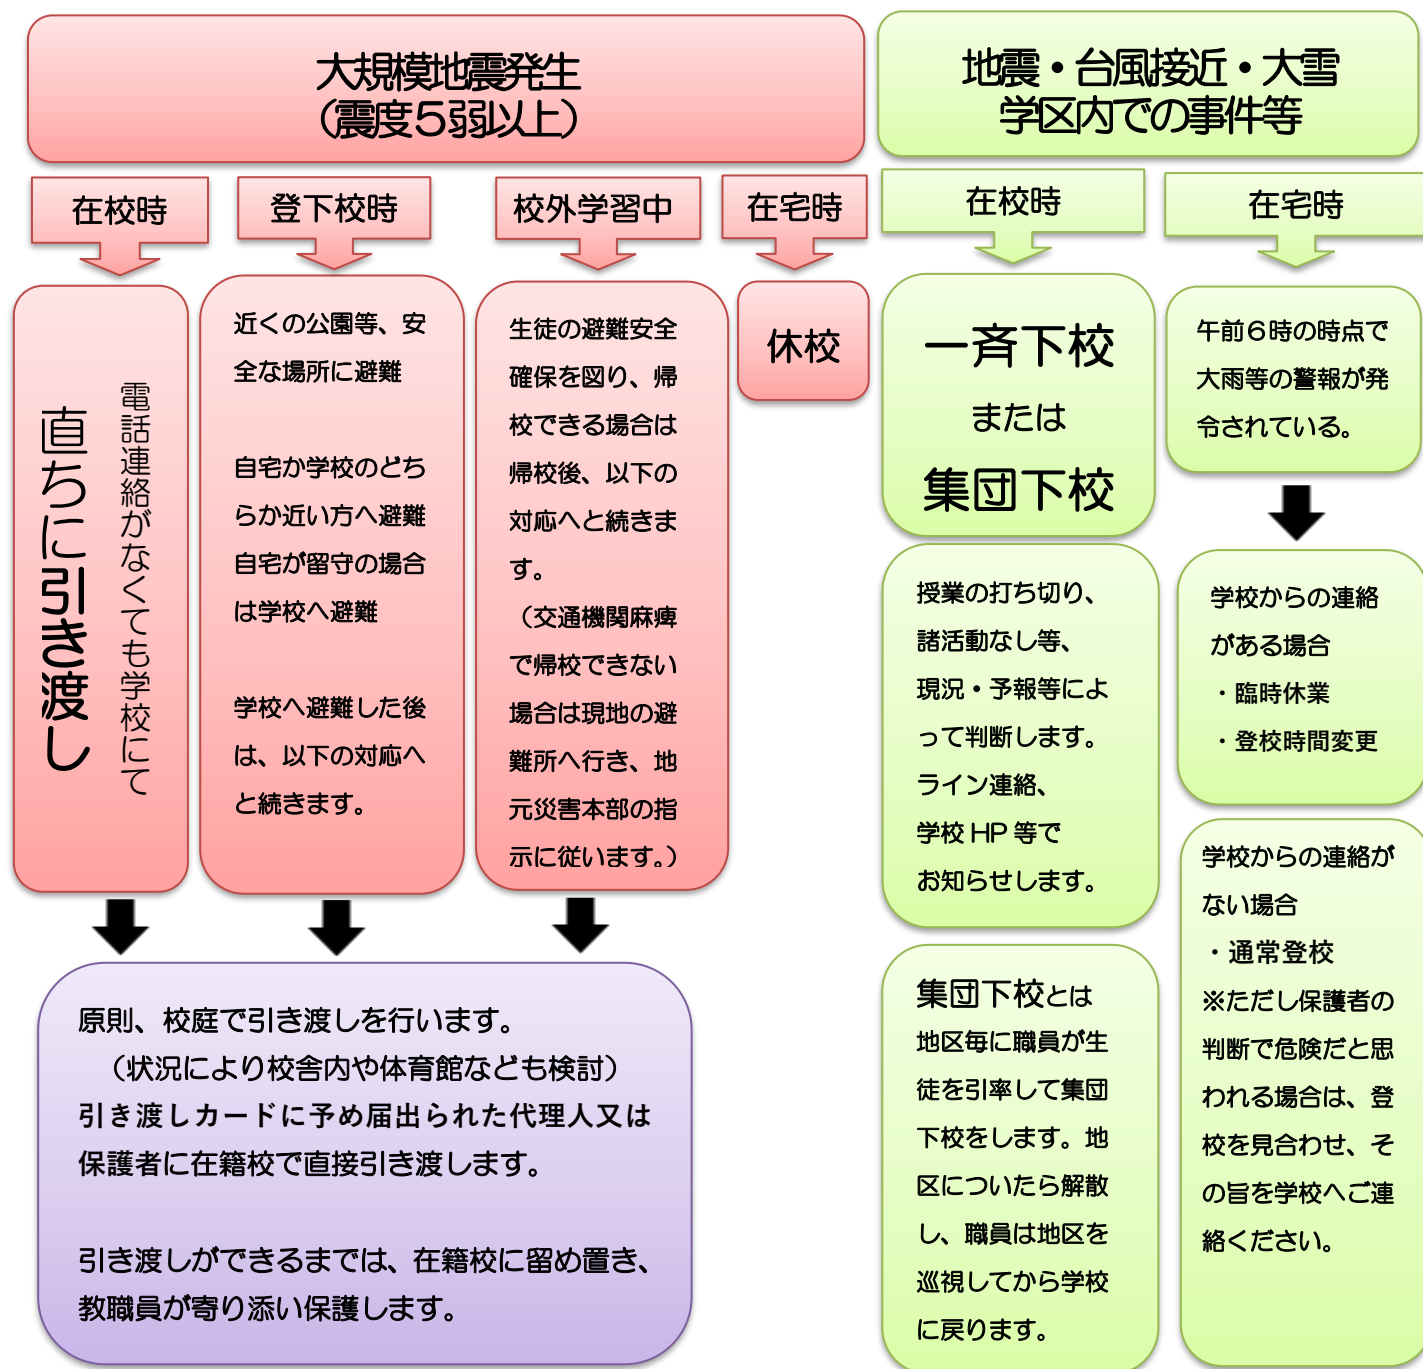 大規模地震発生
（震度５弱以上）
在校時
電話連絡がなくても学校にて
直ちに引き渡し
登下校時
近くの公園等、安
全な場所に避難
自宅か学校のどち
らか近い方へ避難
自宅が留守の場合
は学校へ避難
学校へ避難した後
は、以下の対応へ
と続きます。
校外学習中
生徒の避難安全
確保を図り、帰
校できる場合は
帰校後、以下の
対応へと続きま
す。
（交通機関麻痺
で帰校できない
場合は現地の避
難所へ行き、地
元災害本部の指
示に従います。）
在宅時
休校
原則、校庭で引き渡しを行います。
（状況により校舎内や体育館なども検討）
引き渡しカードに予め届出られた代理人又は
保護者に在籍校で直接引き渡します。
引き渡しができるまでは、在籍校に留め置き、
教職員が寄り添い保護します。
地震・台風接近・大雪
学区内での事件等
在校時
一斉下校
または
集団下校
授業の打ち切り、
諸活動なし等、
現況・予報等によ
って判断します。
ライン連絡、
学校 HP 等で
お知らせします。
集団下校とは
地区毎に職員が生
徒を引率して集団
下校をします。地
区についたら解散
し、職員は地区を
巡視してから学校
に戻ります。
在宅時
午前６時の時点で
大雨等の警報が発
令されている。
学校からの連絡
がある場合
・臨時休業
・登校時間変更
学校からの連絡が
ない場合
・通常登校
※ただし保護者の
判断で危険だと思
われる場合は、登
校を見合わせ、そ
の旨を学校へご連
絡ください。